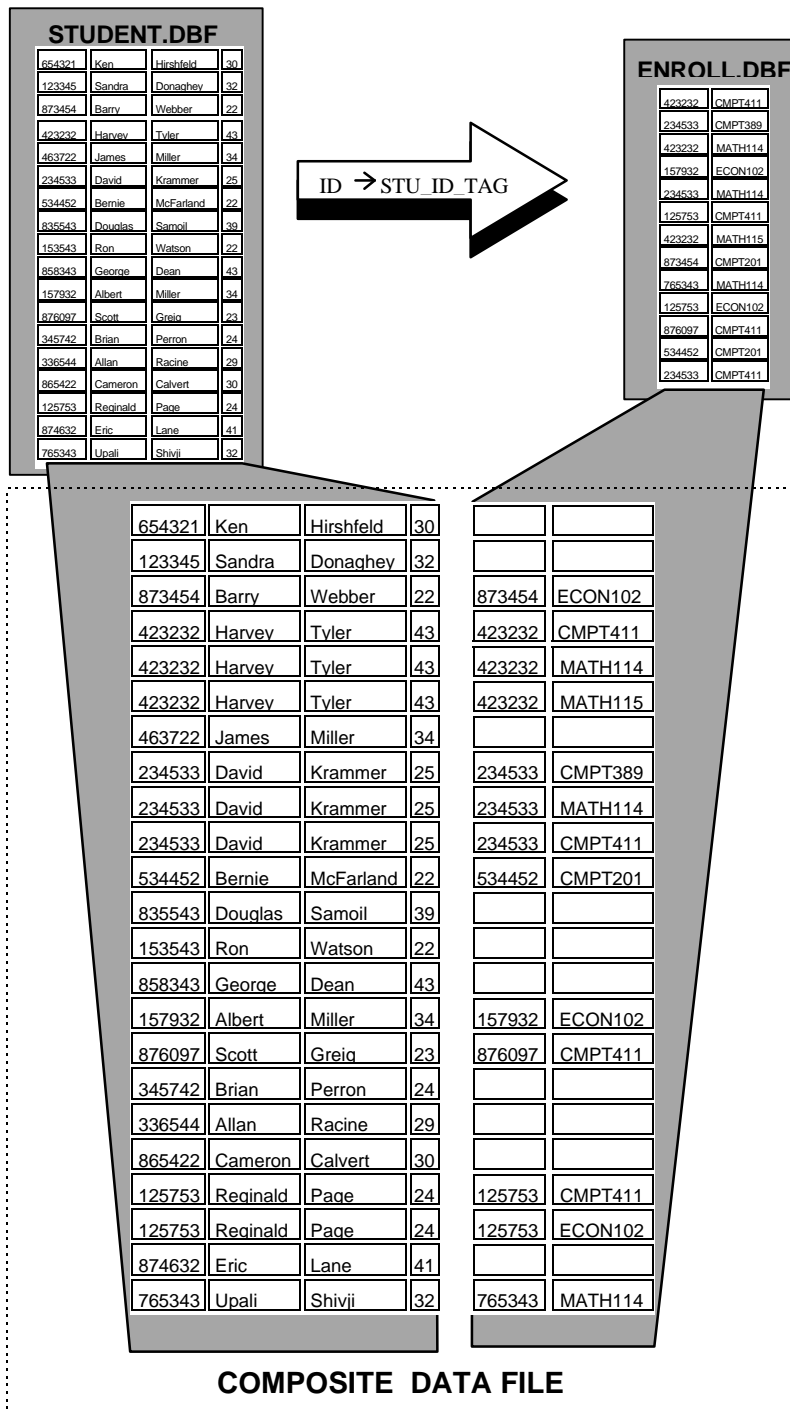 STUDENT.DBF
654321 Ken Hirshfeld 30
123345 Sandra Donaghey 32
873454 Barry Webber 22
423232 Harvey Tyler 43
463722 James Miller 34
234533 David Krammer 25
534452 Bernie McFarland 22
835543 Douglas Samoil 39
153543 Ron Watson 22
858343 George Dean 43
157932 Albert Miller 34
876097 Scott Greig 23
345742 Brian Perron 24
336544 Allan Racine 29
865422 Cameron Calvert 30
125753 Reginald Page 24
874632 Eric Lane 41
765343 Upali Shivji 32
ID → STU_ID_TAG
ENROLL.DBF
423232 CMPT411
234533 CMPT389
423232 MATH114
157932 ECON102
234533 MATH114
125753 CMPT411
423232 MATH115
873454 CMPT201
765343 MATH114
125753 ECON102
876097 CMPT411
534452 CMPT201
234533 CMPT411
654321 Ken Hirshfeld 30
123345 Sandra Donaghey 32
873454 Barry Webber 22 873454 ECON102
423232 Harvey Tyler 43 423232 CMPT411
423232 Harvey Tyler 43 423232 MATH114
423232 Harvey Tyler 43 423232 MATH115
463722 James Miller 34
234533 David Krammer 25 234533 CMPT389
234533 David Krammer 25 234533 MATH114
234533 David Krammer 25 234533 CMPT411
534452 Bernie McFarland 22 534452 CMPT201
835543 Douglas Samoil 39
153543 Ron Watson 22
858343 George Dean 43
157932 Albert Miller 34 157932 ECON102
876097 Scott Greig 23 876097 CMPT411
345742 Brian Perron 24
336544 Allan Racine 29
865422 Cameron Calvert 30
125753 Reginald Page 24 125753 CMPT411
125753 Reginald Page 24 125753 ECON102
874632 Eric Lane 41
765343 Upali Shivji 32 765343 MATH114
COMPOSITE DATA FILE